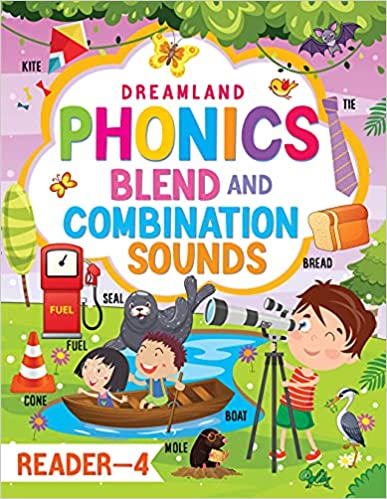 KITE
DREAMLAND
TIE
PHONICS
BLEND AND
COMBINATION
SOUNDS
BREAD
SEAL
FUEL
FUEL
CONE
BOAT
MOLE
READER–4